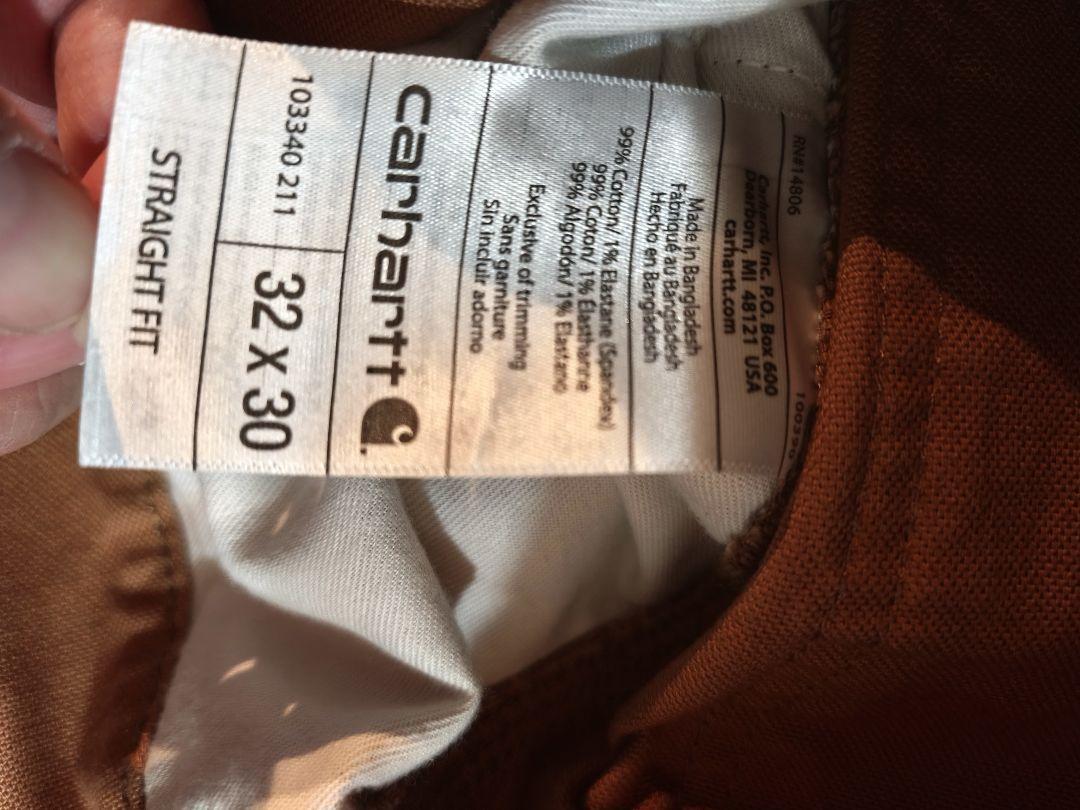 RN#14806
Carhartt, Inc. P.O. Box 600
Dearborn, MI 48121 USA
carhartt.com
Made in Bangladesh
Fabriqué au Bangladesh
Hecho en Bangladesh
99% Cotton/ 1% Elastane (Spandex)
99% Coton/ 1% Élasthanne
99% Algodón/ 1% Elastano
Exclusive of trimming
Sans garniture
Sin incluir adorno
carhartt
103340 211
32 X 30
STRAIGHT FIT